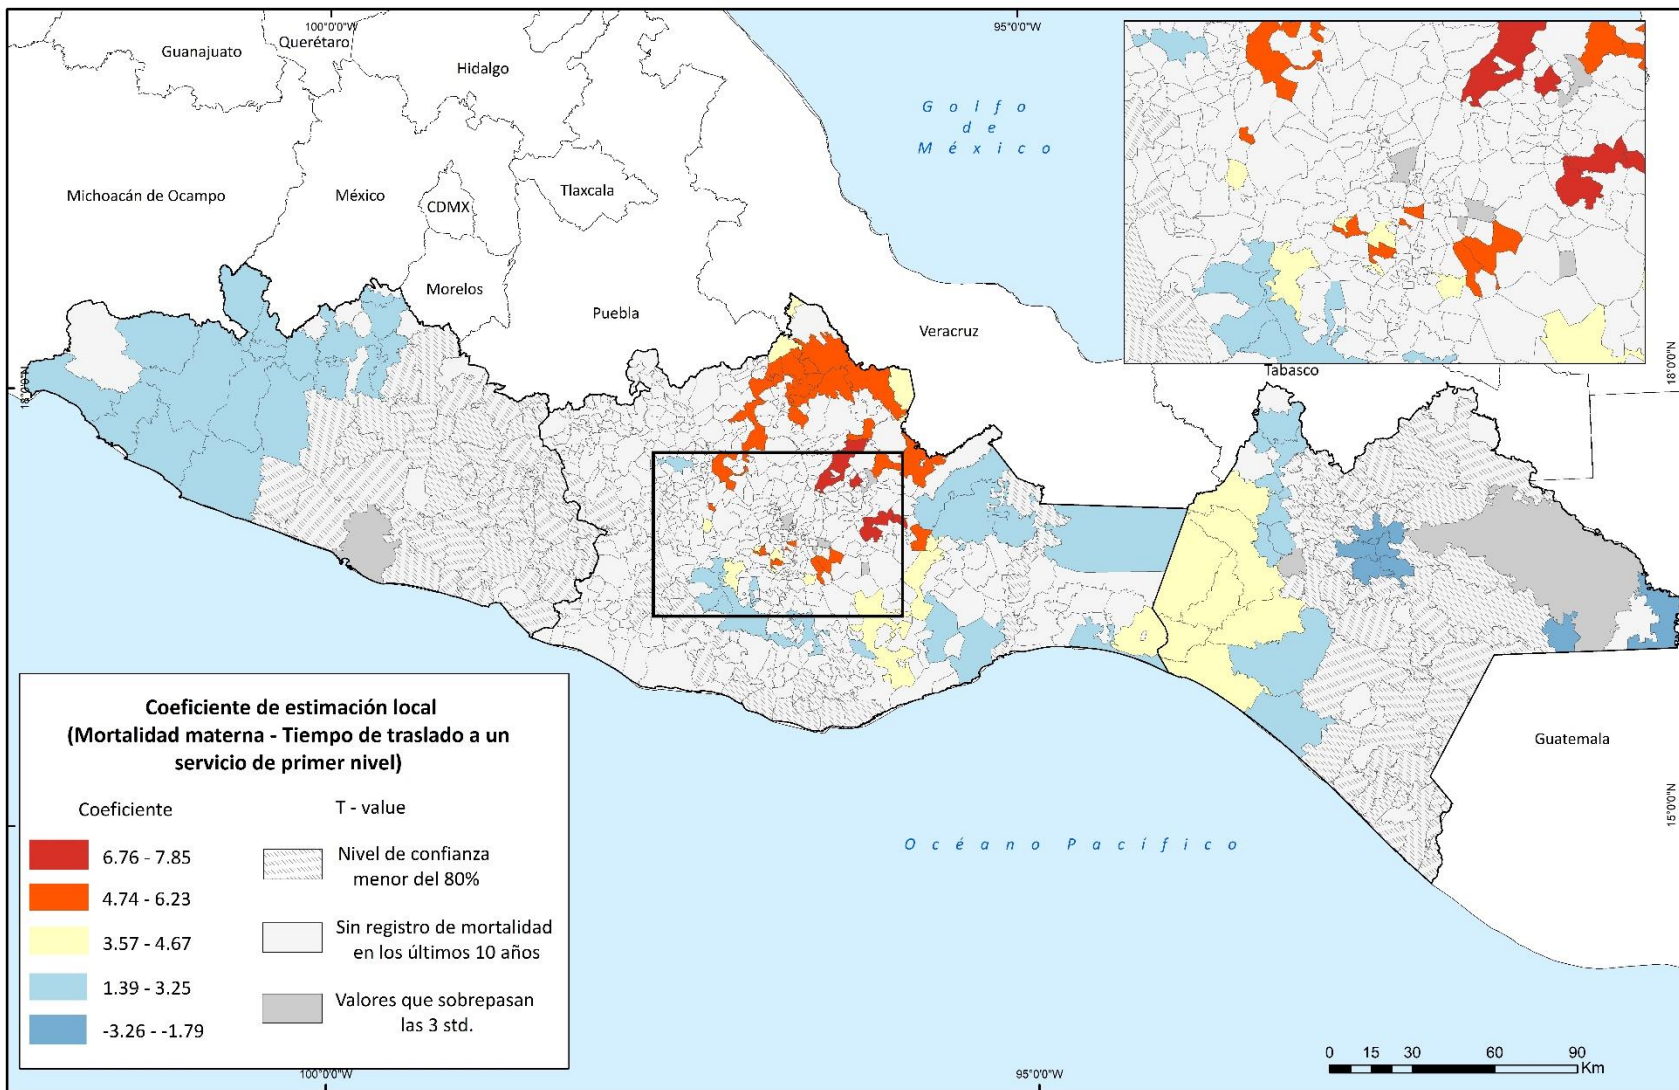 100°0'0"W
95°0'0"W
Guanajuato
Querétaro
Hidalgo
Golfo
de
México
Michoacán de Ocampo
México
CDMX
Tlaxcala
Morelos
Puebla
Veracruz
Tabasco
18°0'0"N
18°0'0"N
Guatemala
15°0'0"N
Océano Pacífico
Coeficiente de estimación local
(Mortalidad materna - Tiempo de traslado a un
servicio de primer nivel)
Coeficiente
T - value
6.76 - 7.85
4.74 - 6.23
3.57 - 4.67
1.39 - 3.25
-3.26 - -1.79
Nivel de confianza
menor del 80%
Sin registro de mortalidad
en los últimos 10 años
Valores que sobrepasan
las 3 std.
0 15 30 60 90
Km
100°0'0"W
95°0'0"W